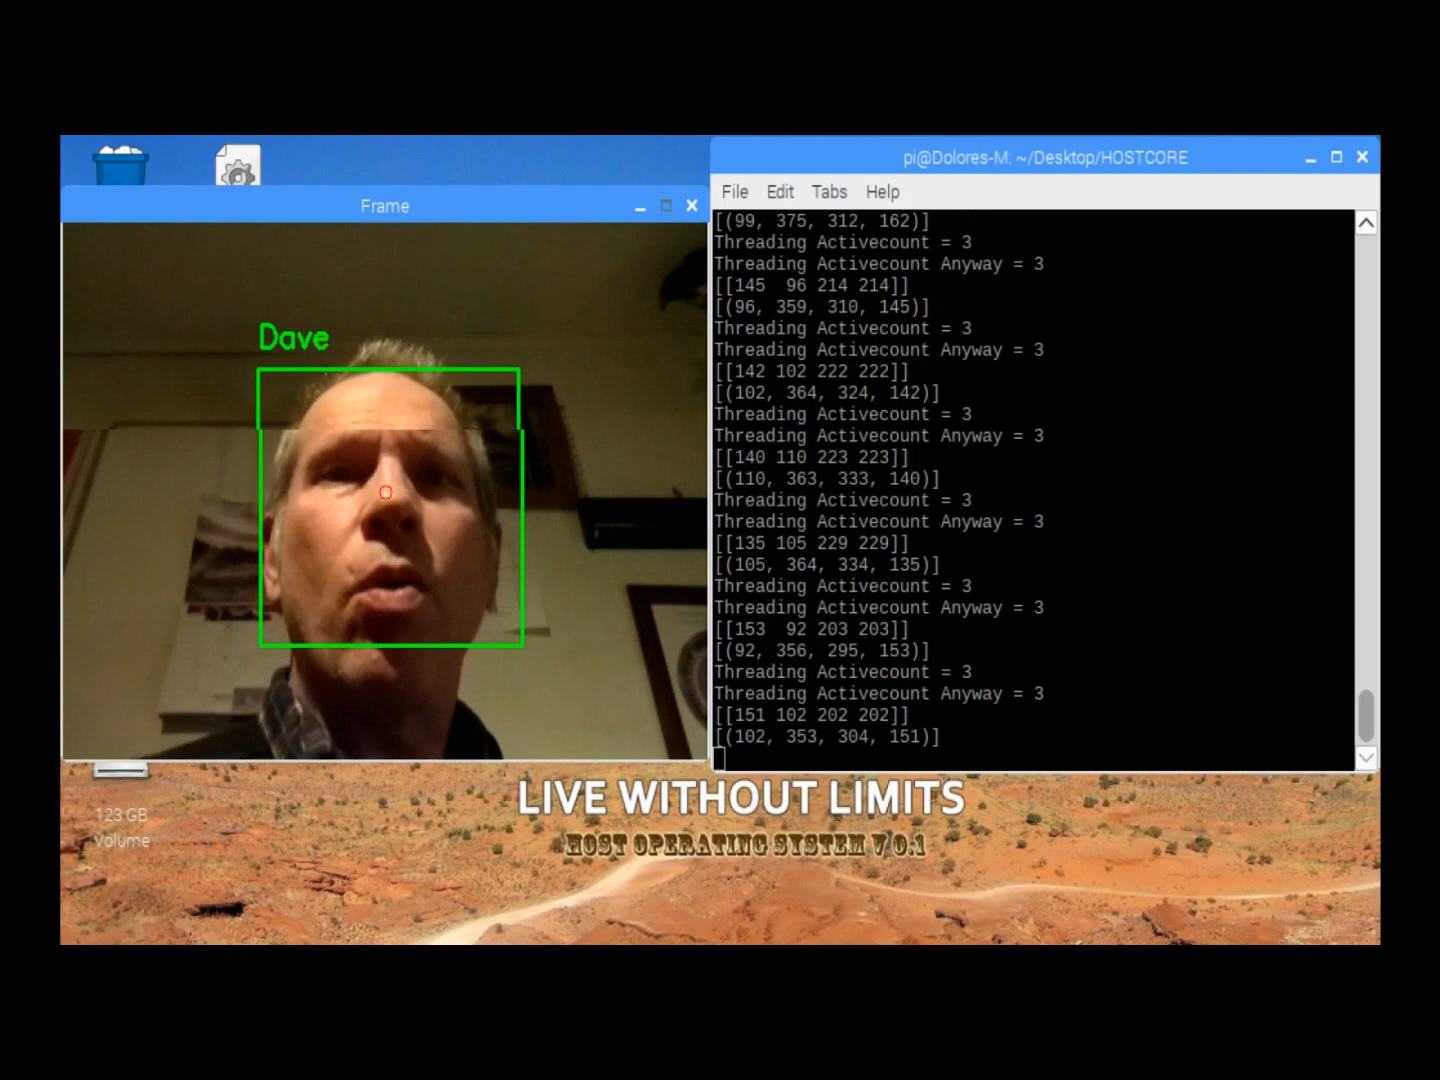 Frame
Dave
pi@Dolores-M: ~/Desktop/HOSTCORE
File Edit Tabs Help
[(99, 375, 312, 162)]
Threading Activecount = 3
Threading Activecount Anyway = 3
[[145  96 214 214]]
[(96, 359, 310, 145)]
Threading Activecount = 3
Threading Activecount Anyway = 3
[[142 102 222 222]]
[(102, 364, 324, 142)]
Threading Activecount = 3
Threading Activecount Anyway = 3
[[140 110 223 223]]
[(110, 363, 333, 140)]
Threading Activecount = 3
Threading Activecount Anyway = 3
[[135 105 229 229]]
[(105, 364, 334, 135)]
Threading Activecount = 3
Threading Activecount Anyway = 3
[[153  92 203 203]]
[(92, 356, 295, 153)]
Threading Activecount = 3
Threading Activecount Anyway = 3
[[151 102 202 202]]
[(102, 353, 304, 151)]
123 GB
Volume
LIVE WITHOUT LIMITS
HOST OPERATING SYSTEM V 0.1